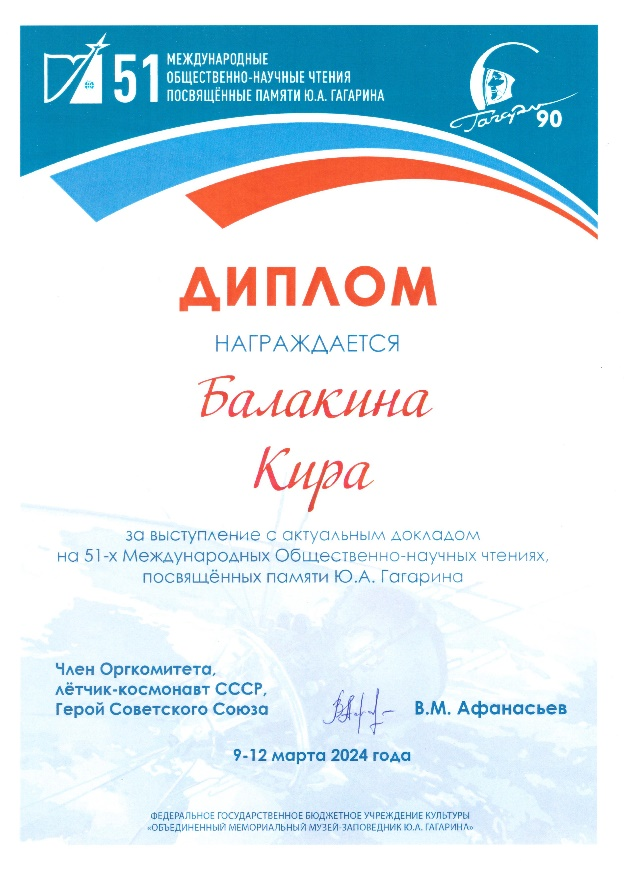 51
МЕЖДУНАРОДНЫЕ
ОБЩЕСТВЕННО-НАУЧНЫЕ ЧТЕНИЯ
ПОСВЯЩЁННЫЕ ПАМЯТИ Ю.А. ГАГАРИНА
Гагарин
90
ДИПЛОМ
НАГРАЖДАЕТСЯ
Балакина
Кира
за выступление с актуальным докладом
на 51-х Международных Общественно-научных чтениях,
посвящённых памяти Ю.А. Гагарина
Член Оргкомитета,
лётчик-космонавт СССР,
Герой Советского Союза
В.М. Афанасьев
9-12 марта 2024 года
ФЕДЕРАЛЬНОЕ ГОСУДАРСТВЕННОЕ БЮДЖЕТНОЕ УЧРЕЖДЕНИЕ КУЛЬТУРЫ
«ОБЪЕДИНЕННЫЙ МЕМОРИАЛЬНЫЙ МУЗЕЙ-ЗАПОВЕДНИК Ю.А. ГАГАРИНА»